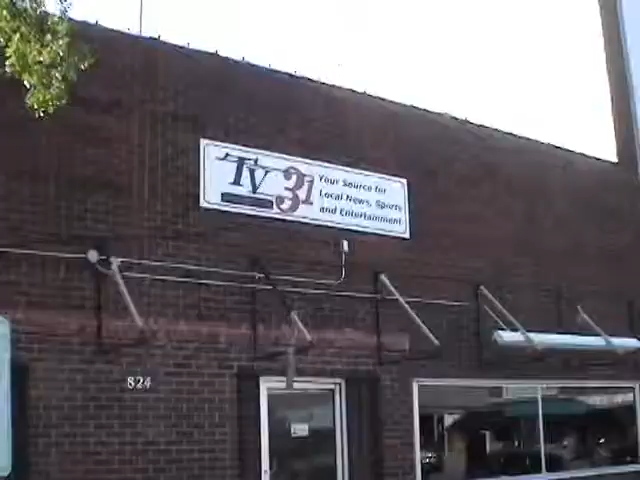 TV 31
Your Source for
Local News, Sports
and Entertainment
824